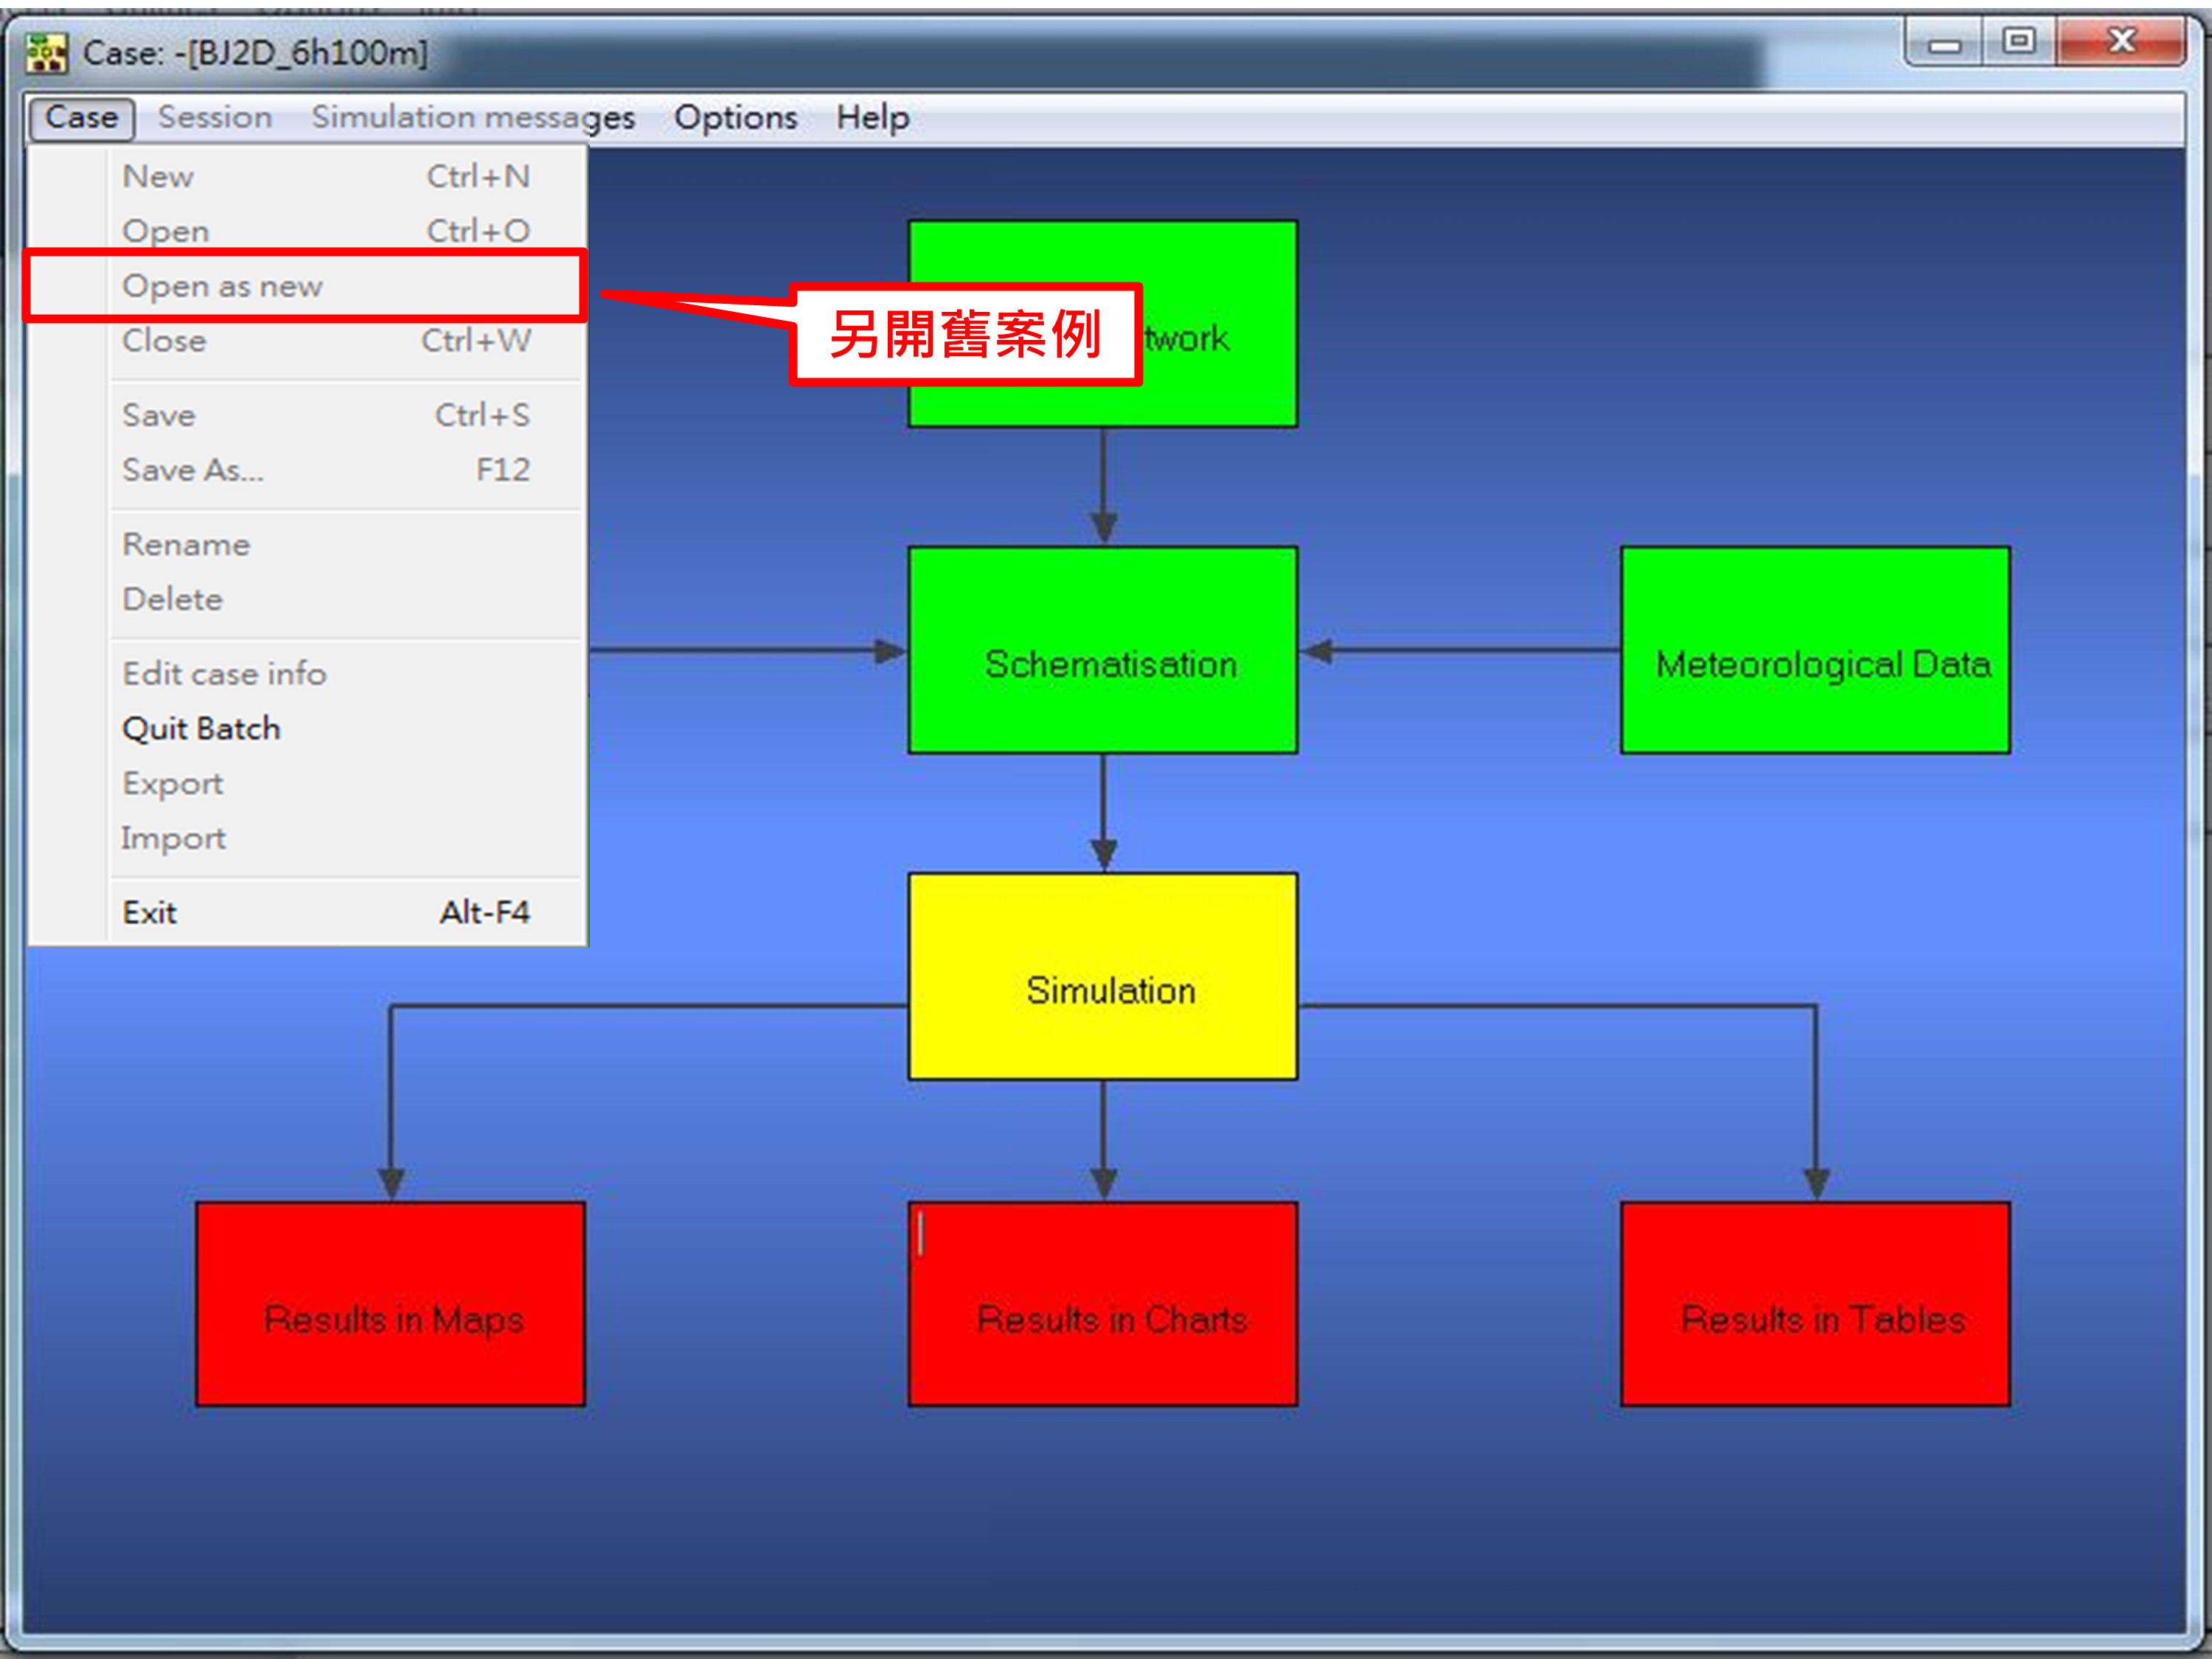 Case: -[BJ2D_6h100m]
Case Session Simulation messages Options Help
New Ctrl+N
Open Ctrl+O
Open as new
Close Ctrl+W
Save Ctrl+S
Save As... F12
Rename
Delete
Edit case info
Quit Batch
Export
Import
Exit Alt-F4
另開舊案例
twork
Schematisation
Meteorological Data
Simulation
Results in Maps
Results in Charts
Results in Tables